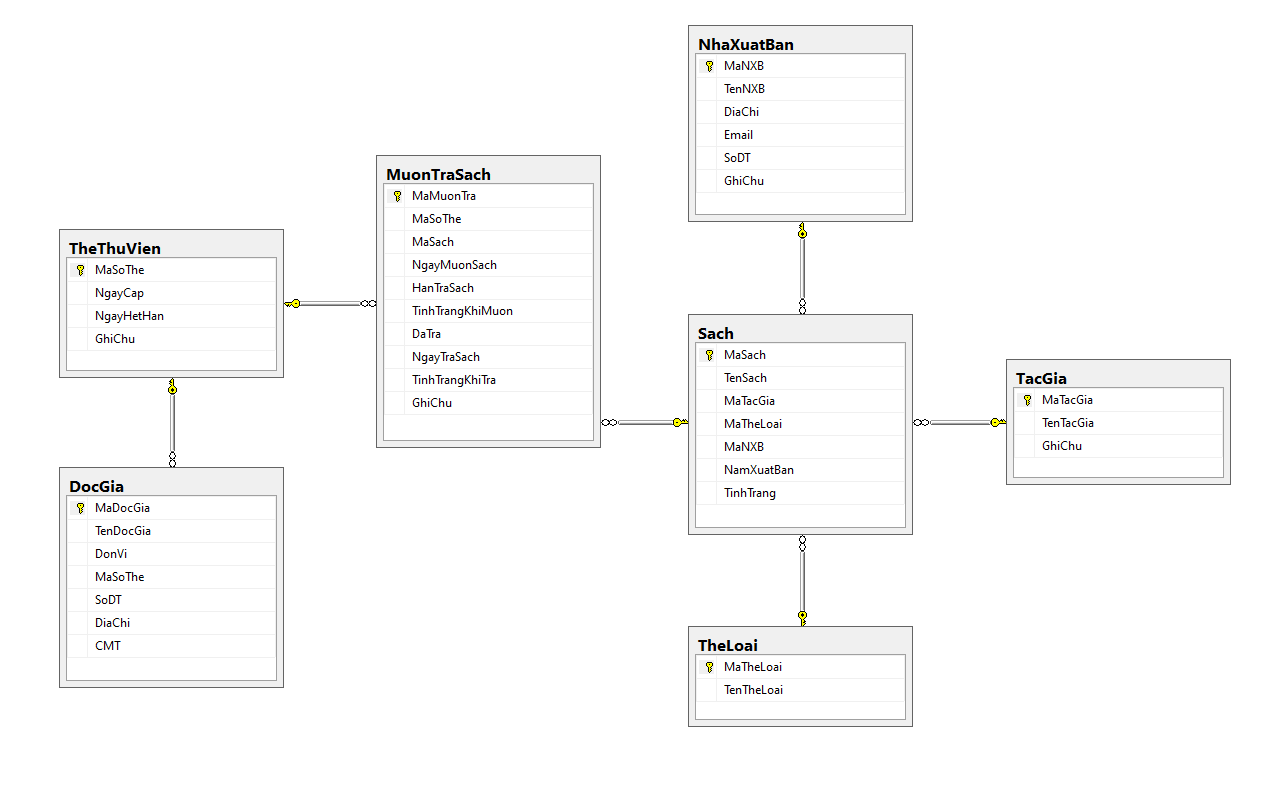 NhaXuatBan
MaNXB
TenNXB
DiaChi
Email
SoDT
GhiChu
MuonTraSach
MaMuonTra
MaSoThe
MaSach
NgayMuonSach
HanTraSach
TinhTrangKhiMuon
DaTra
NgayTraSach
TinhTrangKhiTra
GhiChu
TheThuVien
MaSoThe
NgayCap
NgayHetHan
GhiChu
Sach
MaSach
TenSach
MaTacGia
MaTheLoai
MaNXB
NamXuatBan
TinhTrang
TacGia
MaTacGia
TenTacGia
GhiChu
DocGia
MaDocGia
TenDocGia
DonVi
MaSoThe
SoDT
DiaChi
CMT
TheLoai
MaTheLoai
TenTheLoai